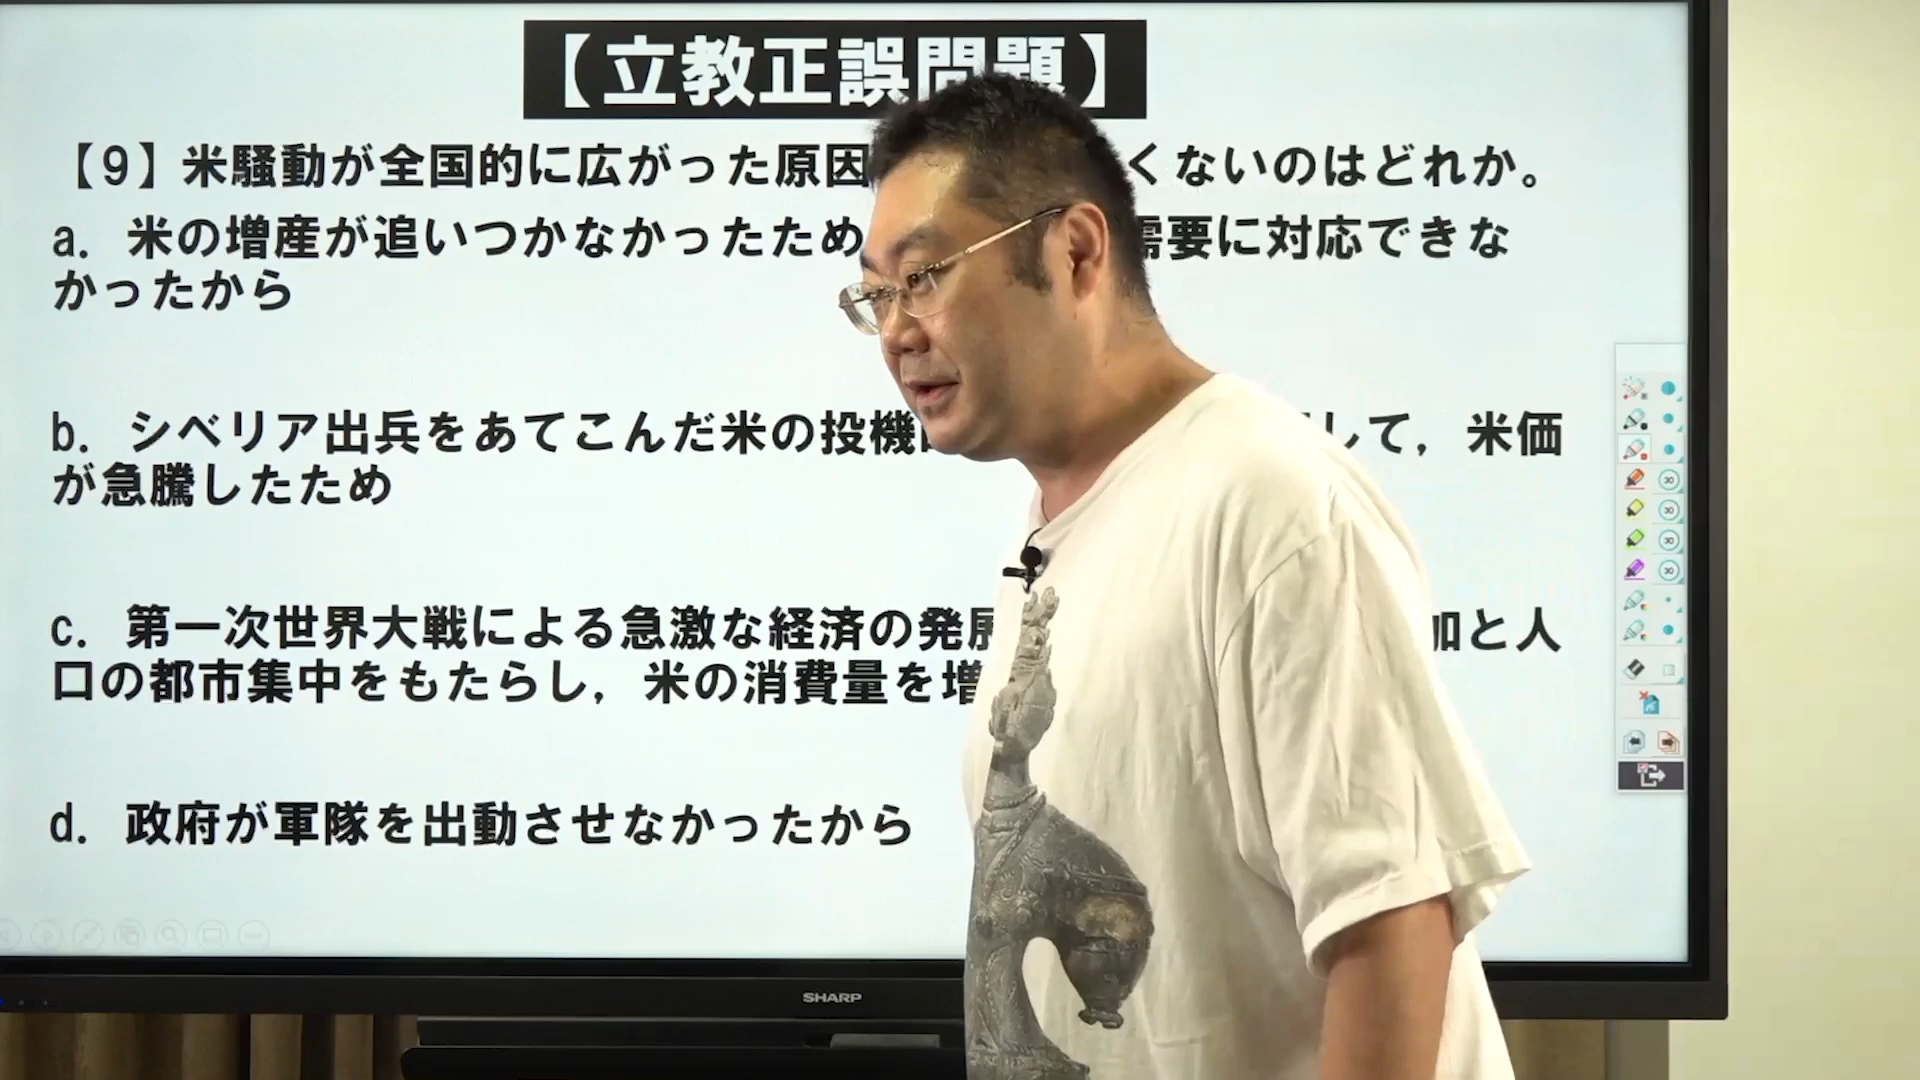 【立教正誤問題】
【9】米騒動が全国的に広がった原因 くないのはどれか。
a. 米の増産が追いつかなかったため 需要に対応できな
かったから
b. シベリア出兵をあてこんだ米の投機 して，米価
が急騰したため
c. 第一次世界大戦による急激な経済の発展 加と人
口の都市集中をもたらし，米の消費量を増
d. 政府が軍隊を出動させなかったから
30
30
30
30
SHARP